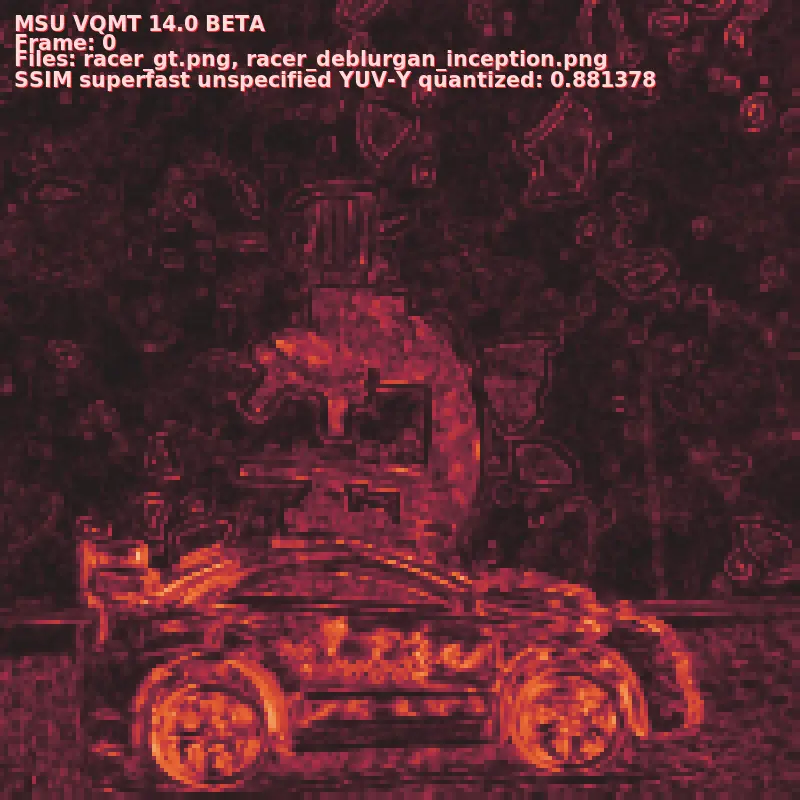 MSU VQMT 14.0 BETA
Frame: 0
Files: racer_gt.png, racer_deblurgan_inception.png
SSIM superfast unspecified YUV-Y quantized: 0.881378